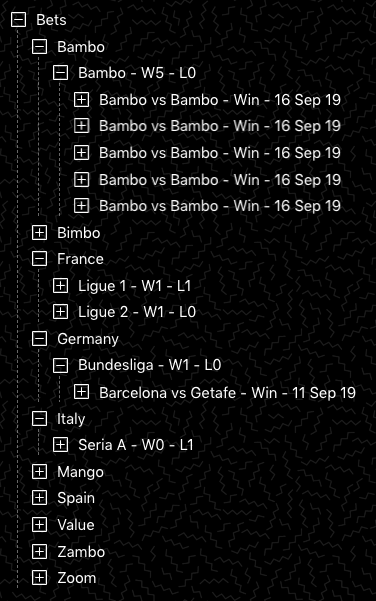 Bets
Bambo
Bambo - W5 - L0
Bambo vs Bambo - Win - 16 Sep 19
Bambo vs Bambo - Win - 16 Sep 19
Bambo vs Bambo - Win - 16 Sep 19
Bambo vs Bambo - Win - 16 Sep 19
Bambo vs Bambo - Win - 16 Sep 19
Bimbo
France
Ligue 1 - W1 - L1
Ligue 2 - W1 - L0
Germany
Bundesliga - W1 - L0
Barcelona vs Getafe - Win - 11 Sep 19
Italy
Seria A - W0 - L1
Mango
Spain
Value
Zambo
Zoom